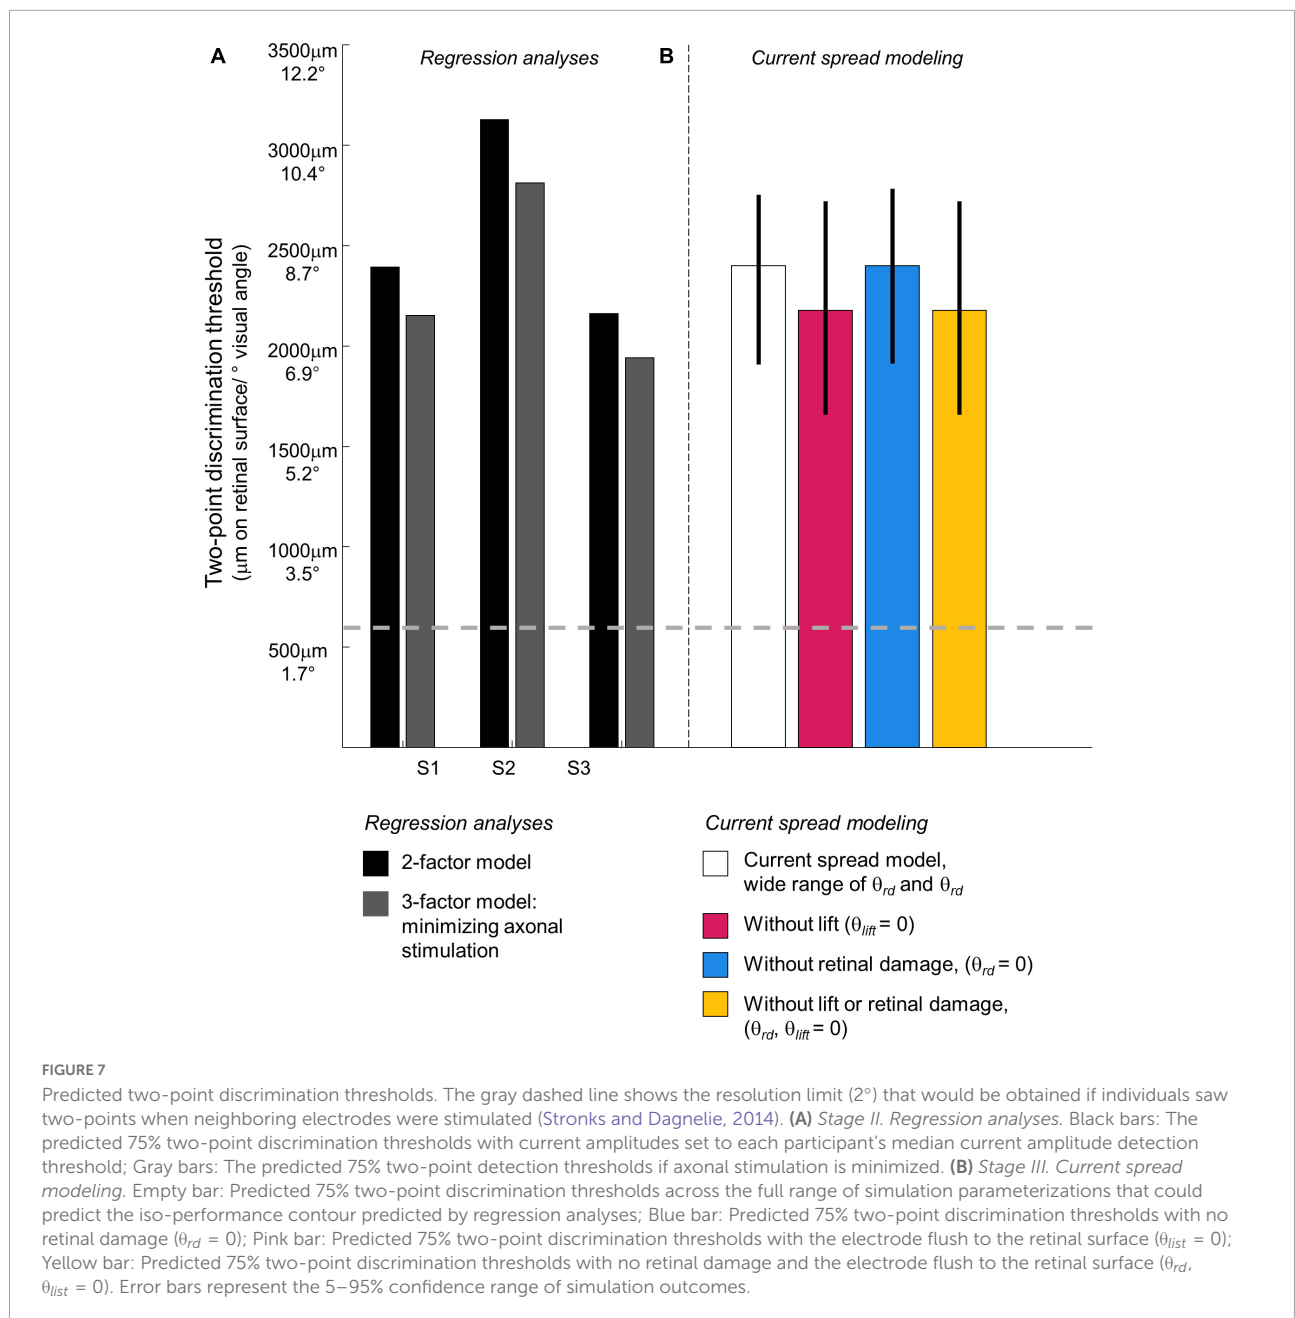 A
Regression analyses
B
Current spread modeling
3500μm
12.2°
3000μm
10.4°
2500μm
8.7°
2000μm
6.9°
1500μm
5.2°
1000μm
3.5°
500μm
1.7°
Two-point discrimination threshold
(μm on retinal surface/ ° visual angle)
S1 S2 S3
Regression analyses
2-factor model
3-factor model:
minimizing axonal
stimulation
Current spread modeling
Current spread model,
wide range of θrd and θrd
Without lift (θlift = 0)
Without retinal damage, (θrd = 0)
Without lift or retinal damage,
(θrd, θlift = 0)
FIGURE 7
Predicted two-point discrimination thresholds. The gray dashed line shows the resolution limit (2°) that would be obtained if individuals saw
two-points when neighboring electrodes were stimulated (Stronks and Dagnelie, 2014). (A) Stage II. Regression analyses. Black bars: The
predicted 75% two-point discrimination thresholds with current amplitudes set to each participant's median current amplitude detection
threshold; Gray bars: The predicted 75% two-point detection thresholds if axonal stimulation is minimized. (B) Stage III. Current spread
modeling. Empty bar: Predicted 75% two-point discrimination thresholds across the full range of simulation parameterizations that could
predict the iso-performance contour predicted by regression analyses; Blue bar: Predicted 75% two-point discrimination thresholds with no
retinal damage (θrd = 0); Pink bar: Predicted 75% two-point discrimination thresholds with the electrode flush to the retinal surface (θlist = 0);
Yellow bar: Predicted 75% two-point discrimination thresholds with no retinal damage and the electrode flush to the retinal surface (θrd,
θlist = 0). Error bars represent the 5–95% confidence range of simulation outcomes.